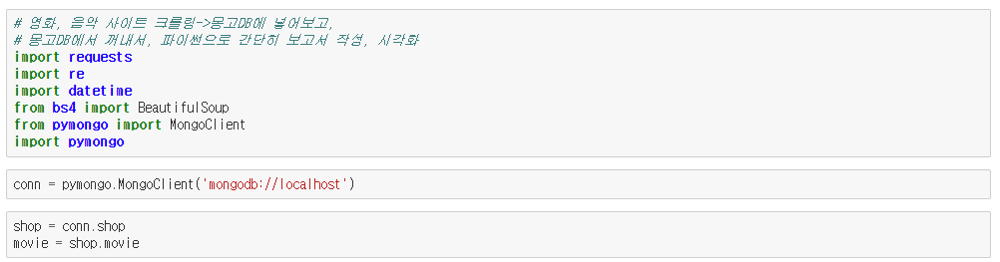 # 영화, 음악 사이트 크롤링->몽고DB에 넣어보고,
# 몽고DB에서 꺼내서, 파이썬으로 간단히 보고서 작성, 시각화
import requests
import re
import datetime
from bs4 import BeautifulSoup
from pymongo import MongoClient
import pymongo
conn = pymongo.MongoClient('mongodb://localhost')
shop = conn.shop
movie = shop.movie